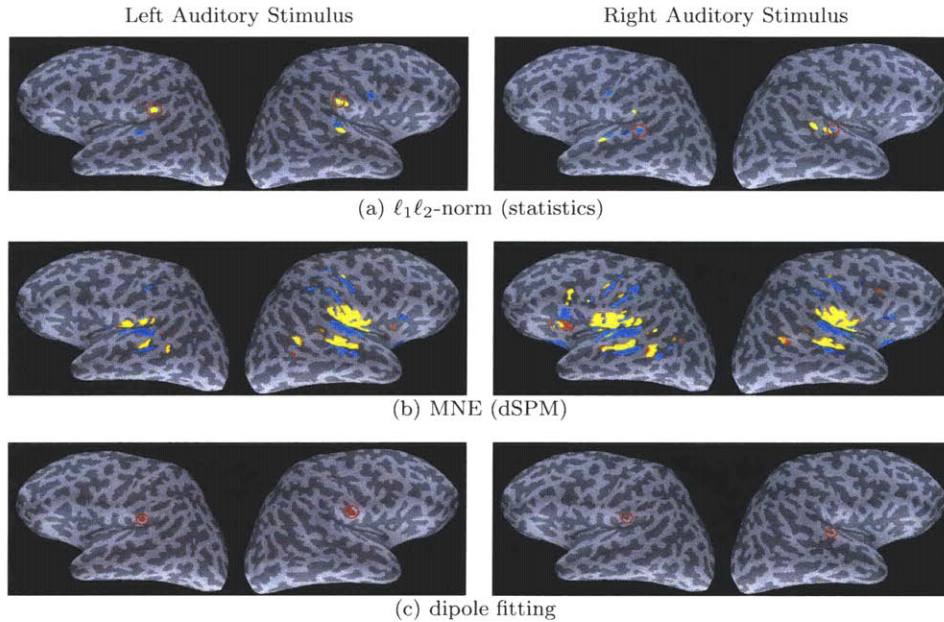 Left Auditory Stimulus
Right Auditory Stimulus
(a) ℓ₁ℓ₂-norm (statistics)
(b) MNE (dSPM)
(c) dipole fitting